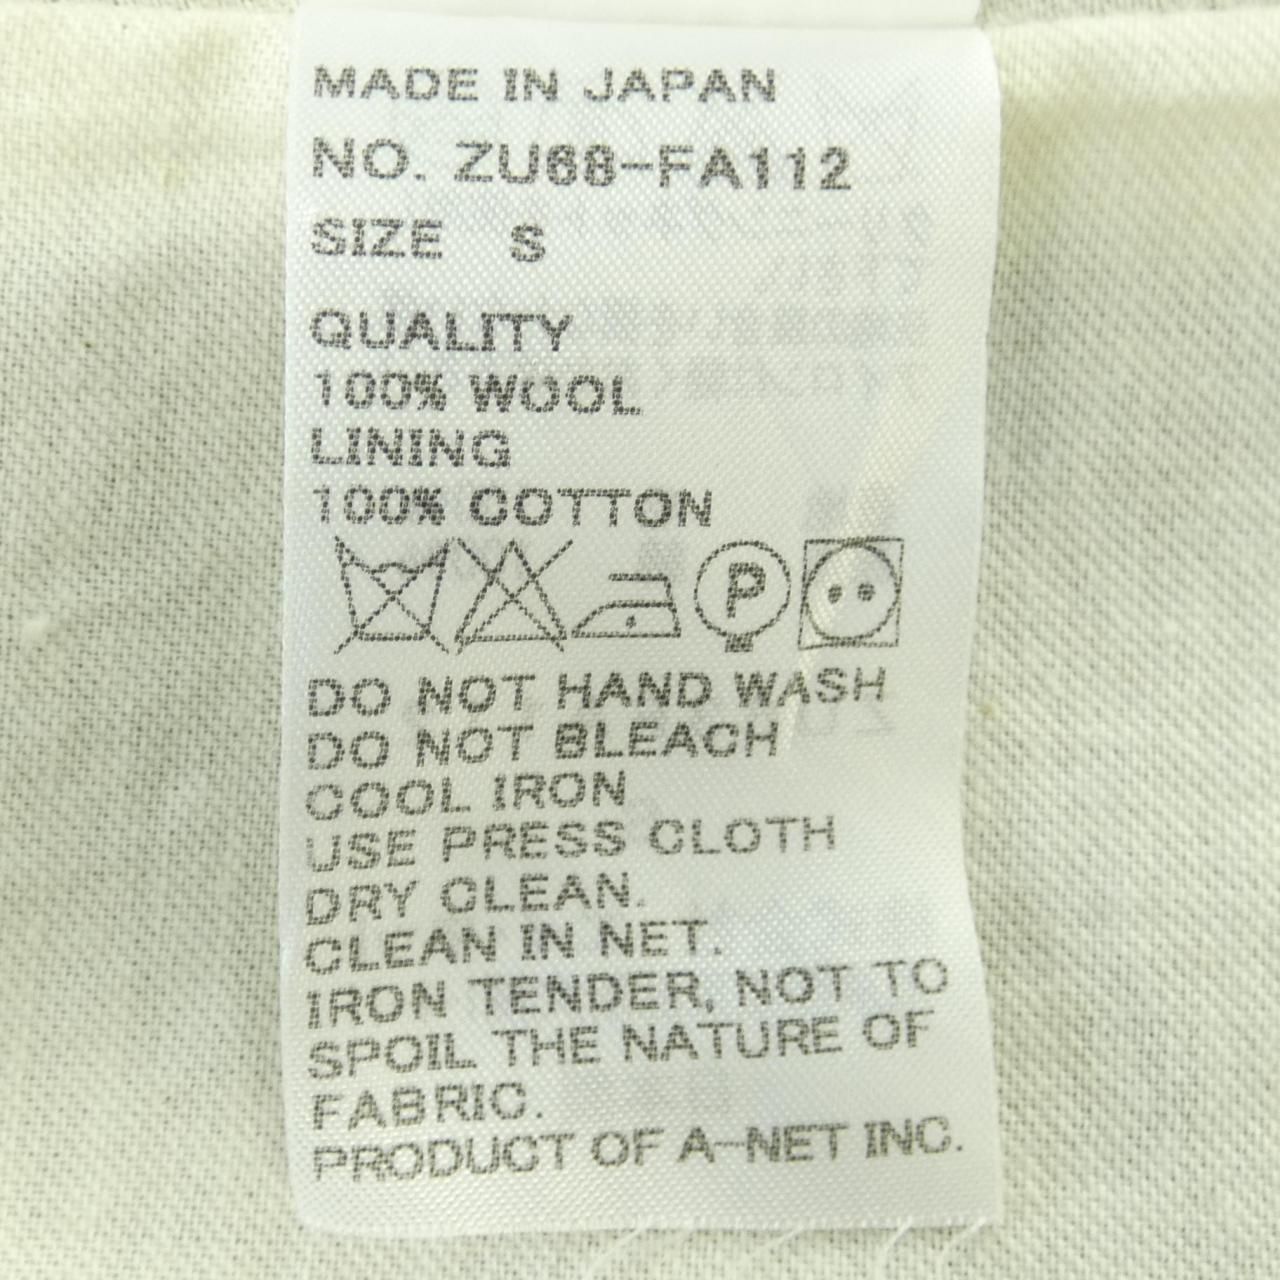 MADE IN JAPAN
NO. ZU68-FA112
SIZE S
QUALITY
100% WOOL
LINING
100% COTTON
P
DO NOT HAND WASH
DO NOT BLEACH
COOL IRON
USE PRESS CLOTH
DRY CLEAN.
CLEAN IN NET.
IRON TENDER, NOT TO
SPOIL THE NATURE OF
FABRIC.
PRODUCT OF A-NET INC.